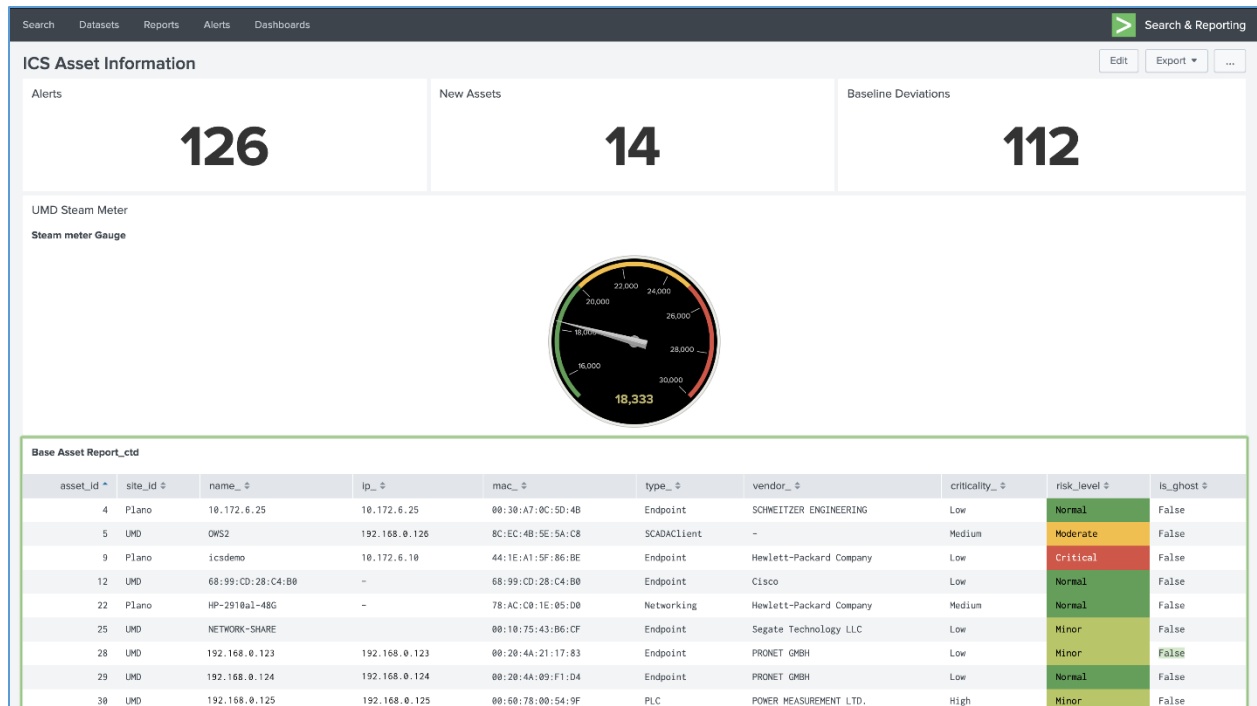 Search Datasets Reports Alerts Dashboards Search & Reporting
ICS Asset Information Edit Export ...
Alerts New Assets Baseline Deviations
126 14 112
UMD Steam Meter
Steam meter Gauge
22,000
24,000
20,000
26,000
18,000
28,000
16,000
30,000
18,333
Base Asset Report_ctd
asset_id site_id name_ ip_ mac_ type_ vendor_ criticality_ risk_level is_ghost
4 Plano 10.172.6.25 10.172.6.25 00:30:A7:0C:5D:4B Endpoint SCHWEITZER ENGINEERING Low Normal False
5 UMD OWS2 192.168.0.126 8C:EC:4B:5E:5A:C8 SCADAClient - Medium Moderate False
9 Plano icsdemo 10.172.6.10 44:1E:A1:5F:86:BE Endpoint Hewlett-Packard Company Low Critical False
12 UMD 68:99:CD:28:C4:B0 - 68:99:CD:28:C4:B0 Endpoint Cisco Low Normal False
22 Plano HP-2910al-48G - 78:AC:C0:1E:05:D0 Networking Hewlett-Packard Company Medium Normal False
25 UMD NETWORK-SHARE 00:10:75:43:B6:CF Endpoint Segate Technology LLC Low Minor False
28 UMD 192.168.0.123 192.168.0.123 00:20:4A:21:17:83 Endpoint PRONET GMBH Low Minor False
29 UMD 192.168.0.124 192.168.0.124 00:20:4A:09:F1:D4 Endpoint PRONET GMBH Low Normal False
30 UMD 192.168.0.125 192.168.0.125 00:60:78:00:54:9F PLC POWER MEASUREMENT LTD. High Minor False